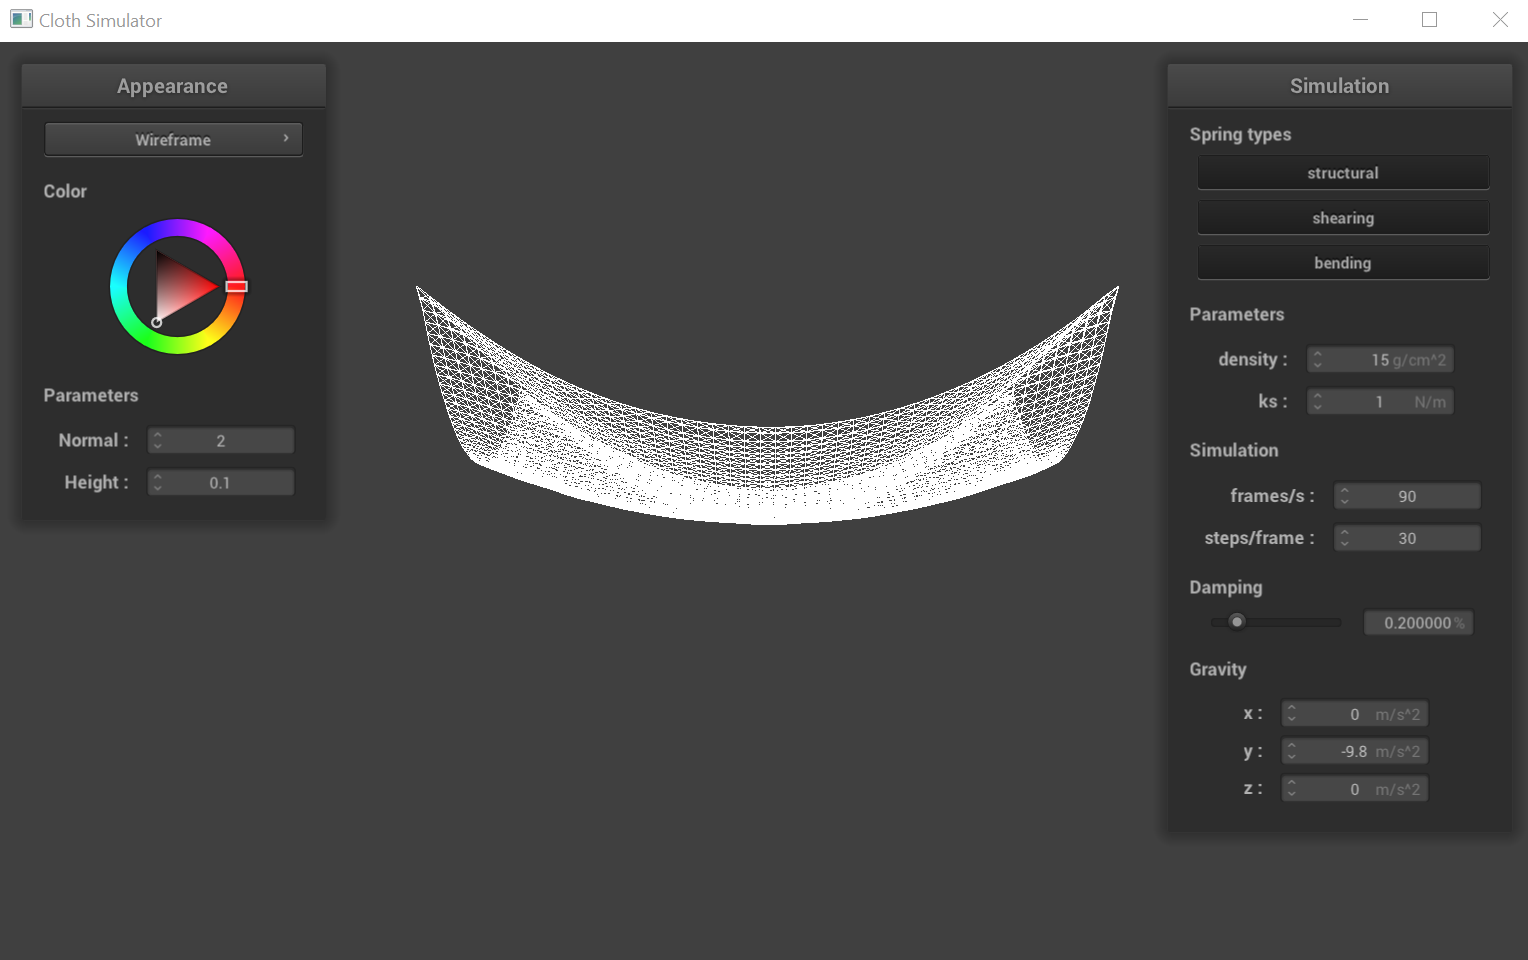 Cloth Simulator
Appearance
Wireframe
Color
Parameters
Normal : 2
Height : 0.1
Simulation
Spring types
structural
shearing
bending
Parameters
density : 15 g/cm^2
ks : 1 N/m
Simulation
frames/s : 90
steps/frame : 30
Damping
0.200000 %
Gravity
x : 0 m/s^2
y : -9.8 m/s^2
z : 0 m/s^2